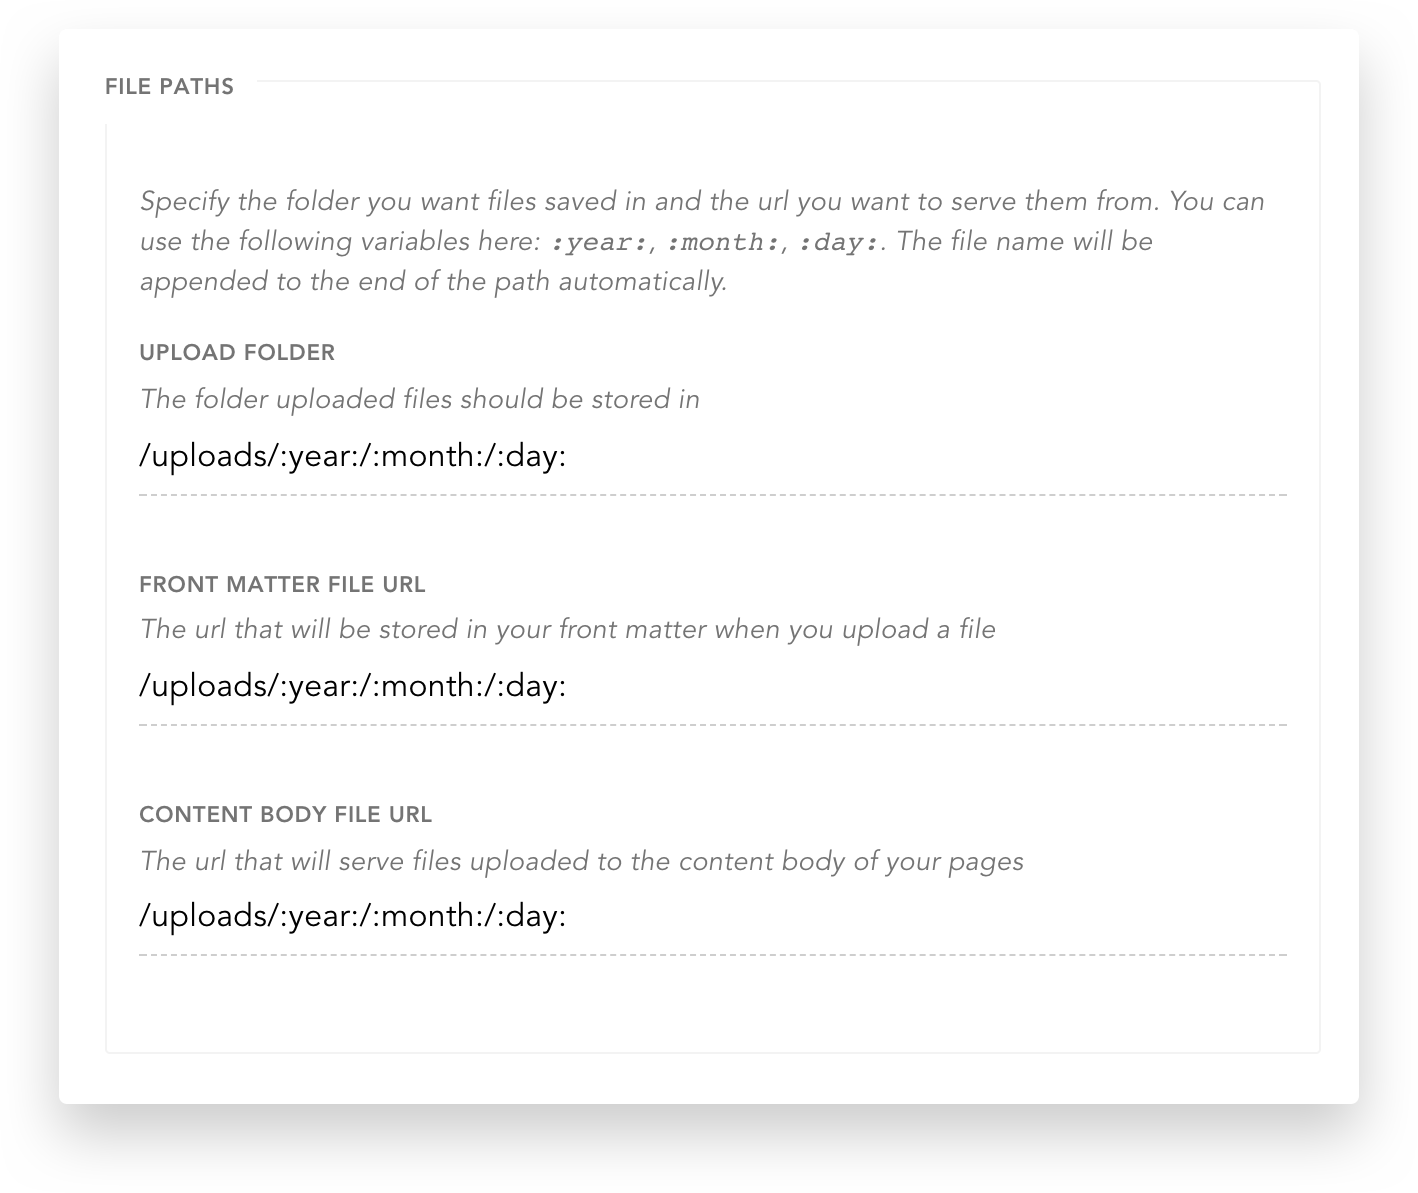 FILE PATHS
Specify the folder you want files saved in and the url you want to serve them from. You can
use the following variables here: :year:, :month:, :day:. The file name will be
appended to the end of the path automatically.
UPLOAD FOLDER
The folder uploaded files should be stored in
/uploads/:year:/:month:/:day:
FRONT MATTER FILE URL
The url that will be stored in your front matter when you upload a file
/uploads/:year:/:month:/:day:
CONTENT BODY FILE URL
The url that will serve files uploaded to the content body of your pages
/uploads/:year:/:month:/:day: